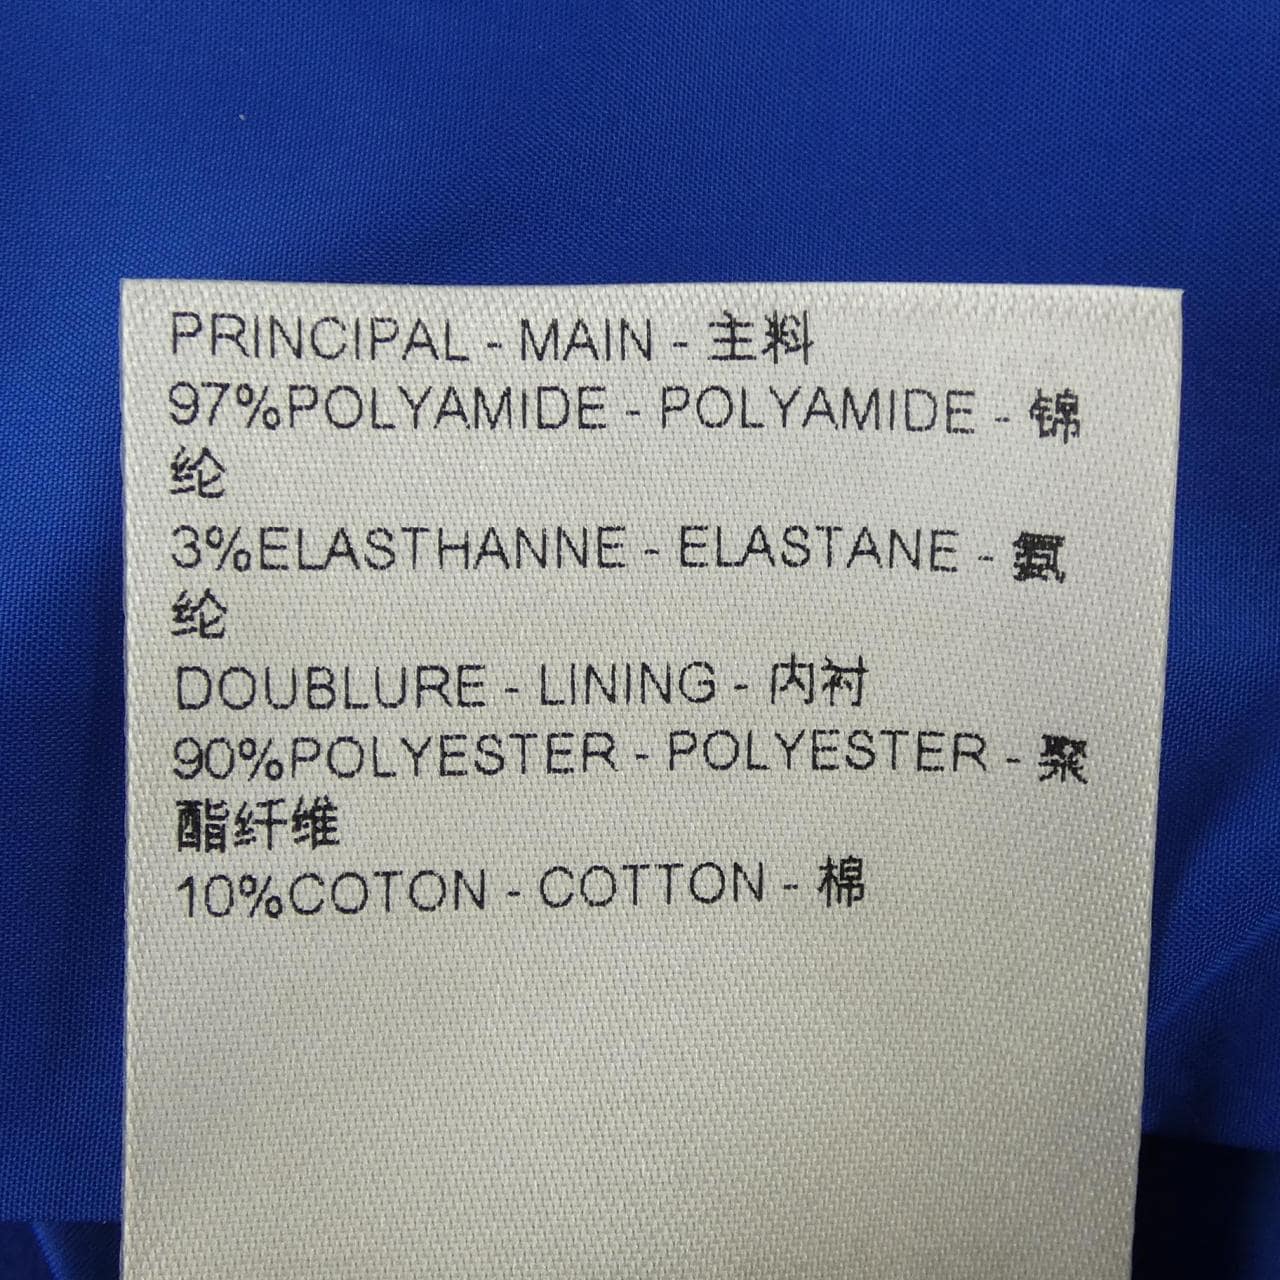 PRINCIPAL - MAIN - 主料
97%POLYAMIDE - POLYAMIDE - 锦
纶
3%ELASTHANNE - ELASTANE - 氨
纶
DOUBLURE - LINING - 内衬
90%POLYESTER - POLYESTER - 聚
酯纤维
10%COTON - COTTON - 棉